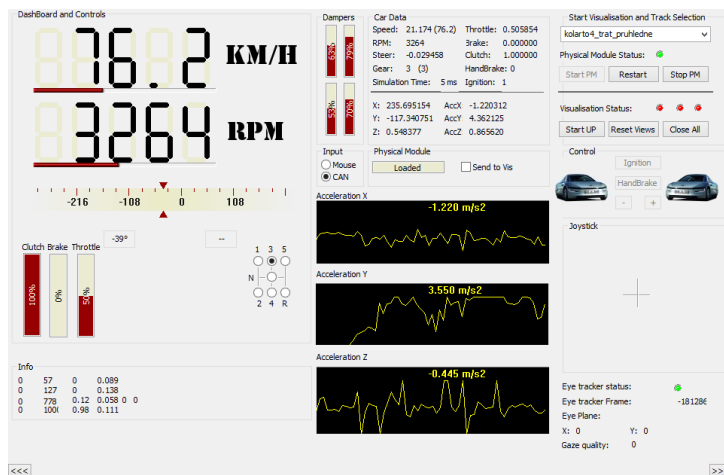 DashBoard and Controls
76.2 KM/H
3264 RPM
-216 -108 0 108
-39° --
Clutch Brake Throttle
100% 0% 50%
1 3 5
N
2 4 R
Info
0 57 0 0.089
0 127 0 0.138
0 778 0.12 0.058 0 0
0 100( 0.98 0.111
<<<
Dampers
63% 79%
53% 70%
Car Data
Speed: 21.174 (76.2) Throttle: 0.505854
RPM: 3264 3rake: 0.000000
Steer: -0.029458 Clutch: 1.000000
Gear: 3 (3) HandBrake: 0
Simulation Time: 5 ms Ignition: 1
X: 235.695154 AccX -1.220312
Y: -117.340751 AccY 4.362125
Z: 0.548377 AccZ 0.865620
Input
Mouse
CAN
Physical Module
Loaded Send to Vis
Acceleration X
-1.220 m/s2
Acceleration Y
3.550 m/s2
Acceleration Z
-0.445 m/s2
Start Visualisation and Track Selection
kolarto4_trat_pruhledne
Physical Module Status:
Start PM Restart Stop PM
Visualisation Status:
Start UP Reset Views Close All
Control
Ignition
HandBrake
- +
Joystick
Eye tracker status:
Eye tracker Frame: -181286
Eye Plane:
X: 0 Y: 0
Gaze quality: 0
>>